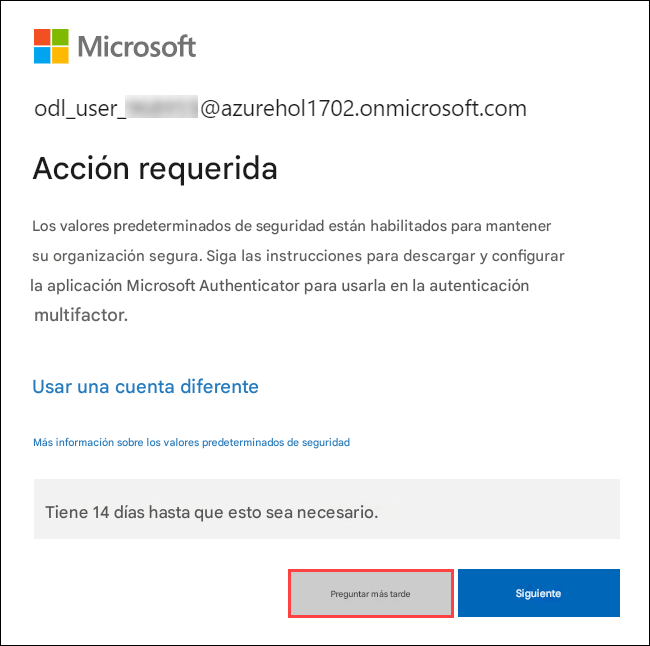 Microsoft
odl_user_@azurehol1702.onmicrosoft.com
Acción requerida
Los valores predeterminados de seguridad están habilitados para mantener
su organización segura. Siga las instrucciones para descargar y configurar
la aplicación Microsoft Authenticator para usarla en la autenticación
multifactor.
Usar una cuenta diferente
Más información sobre los valores predeterminados de seguridad
Tiene 14 días hasta que esto sea necesario.
Preguntar más tarde
Siguiente